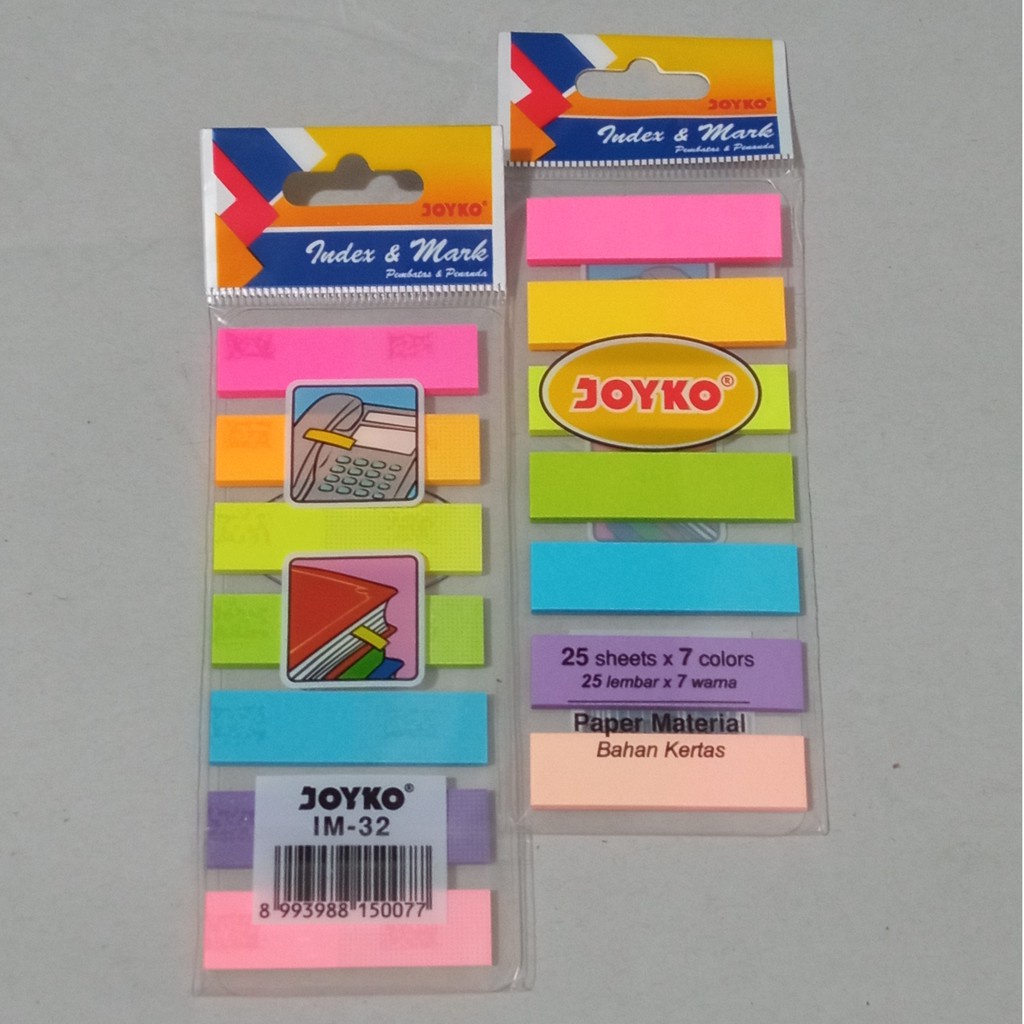 JOYKO®
Index & Mark
Pembatas & Penanda
JOYKO®
IM-32
8 993988 150077
JOYKO®
Index & Mark
Pembatas & Penanda
JOYKO®
25 sheets x 7 colors
25 lembar x 7 warna
Paper Material
Bahan Kertas